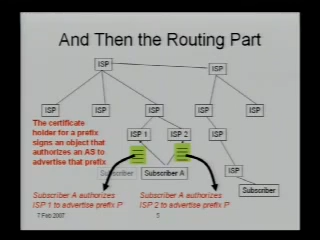 And Then the Routing Part
ISP
ISP
ISP
ISP
ISP
ISP
ISP
The certificate
holder for a prefix
signs an object that
authorizes an AS to
advertise that prefix
ISP 1
ISP 2
ISP
ISP
Subscriber
Subscriber A
Subscriber
Subscriber A authorizes
ISP 1 to advertise prefix P
Subscriber A authorizes
ISP 2 to advertise prefix P
7 Feb 2007
5